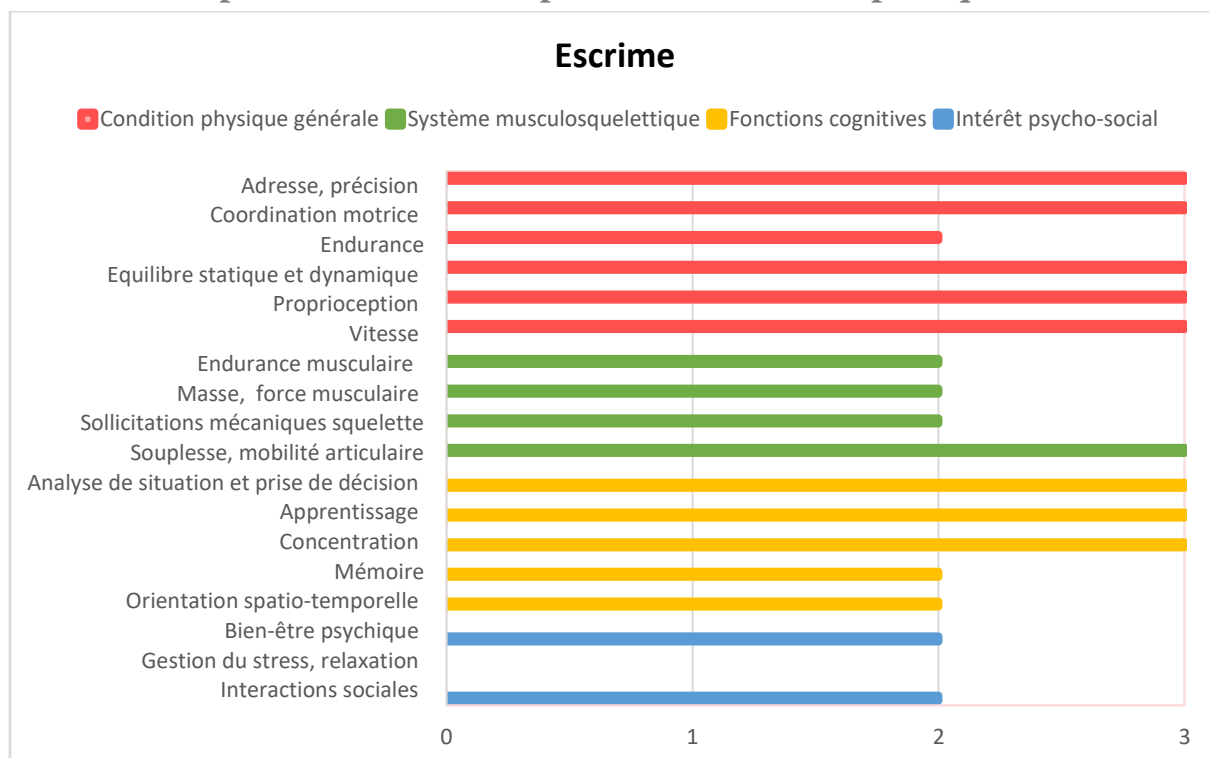 Escrime
Condition physique générale Système musculosquelettique Fonctions cognitives Intérêt psycho-social
Adresse, précision
Coordination motrice
Endurance
Equilibre statique et dynamique
Proprioception
Vitesse
Endurance musculaire
Masse, force musculaire
Sollicitations mécaniques squelette
Souplesse, mobilité articulaire
Analyse de situation et prise de décision
Apprentissage
Concentration
Mémoire
Orientation spatio-temporelle
Bien-être psychique
Gestion du stress, relaxation
Interactions sociales
0 1 2 3